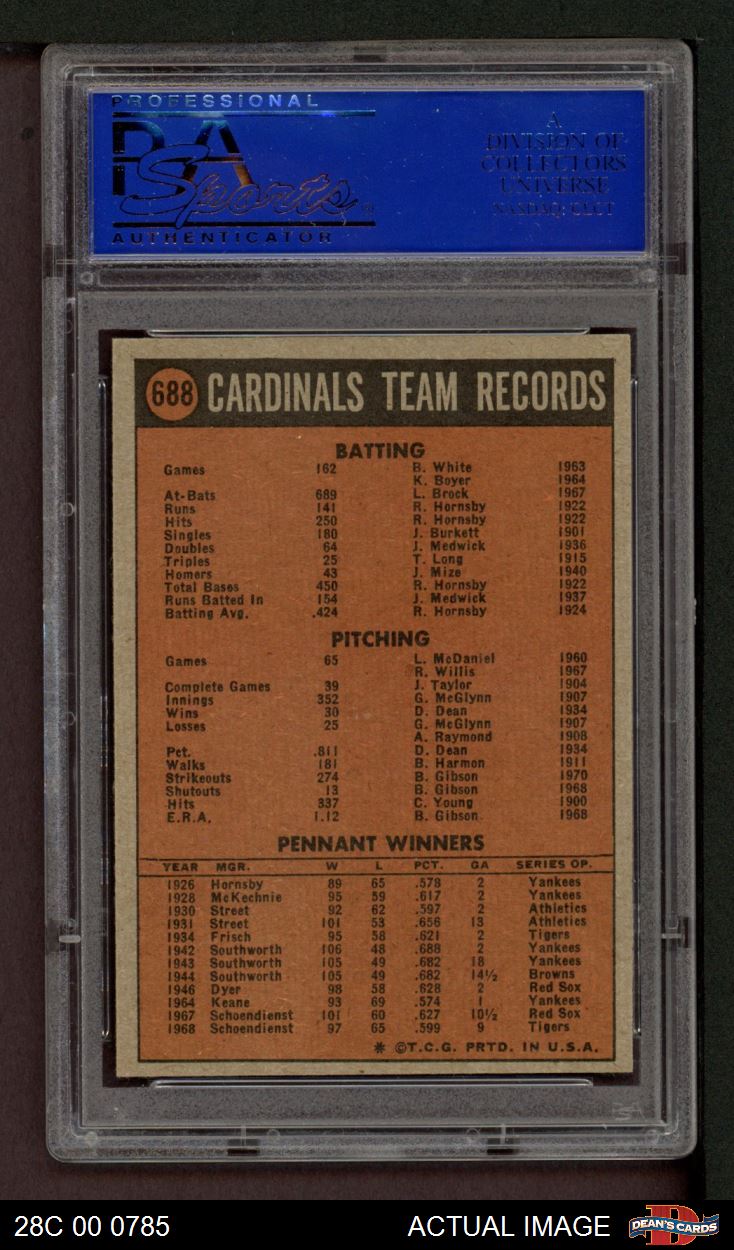 PROFESSIONAL
PSA
Sports
AUTHENTICATOR
A
DIVISION OF
COLLECTORS
UNIVERSE
NASDAQ: CLCT
688 CARDINALS TEAM RECORDS
BATTING
Games 162 B. White 1963
K. Boyer 1964
At-Bats 689 L. Brock 1967
Runs 141 R. Hornsby 1922
Hits 250 R. Hornsby 1922
Singles 180 J. Burkett 1901
Doubles 64 J. Medwick 1936
Triples 25 T. Long 1915
Homers 43 J. Mize 1940
Total Bases 450 R. Hornsby 1922
Runs Batted In 154 J. Medwick 1937
Batting Avg. .424 R. Hornsby 1924
PITCHING
Games 65 L. McDaniel 1960
R. Willis 1967
Complete Games 39 J. Taylor 1904
Innings 352 G. McGlynn 1907
Wins 30 D. Dean 1934
Losses 25 G. McGlynn 1907
A. Raymond 1908
Pct. .811 D. Dean 1934
Walks 181 B. Harmon 1911
Strikeouts 274 B. Gibson 1970
Shutouts 13 B. Gibson 1968
Hits 337 C. Young 1900
E.R.A. 1.12 B. Gibson 1968
PENNANT WINNERS
YEAR MGR. W L PCT. GA SERIES OP.
1926 Hornsby 89 65 .578 2 Yankees
1928 McKechnie 95 59 .617 2 Yankees
1930 Street 92 62 .597 2 Athletics
1931 Street 101 53 .656 13 Athletics
1934 Frisch 95 58 .621 2 Tigers
1942 Southworth 106 48 .688 2 Yankees
1943 Southworth 105 49 .682 18 Yankees
1944 Southworth 105 49 .682 14½ Browns
1946 Dyer 98 58 .628 2 Red Sox
1964 Keane 93 69 .574 1 Yankees
1967 Schoendienst 101 60 .627 10½ Red Sox
1968 Schoendienst 97 65 .599 9 Tigers
* ©T.C.G. PRTD. IN U.S.A.
28C 00 0785 ACTUAL IMAGE DEAN'S CARDS